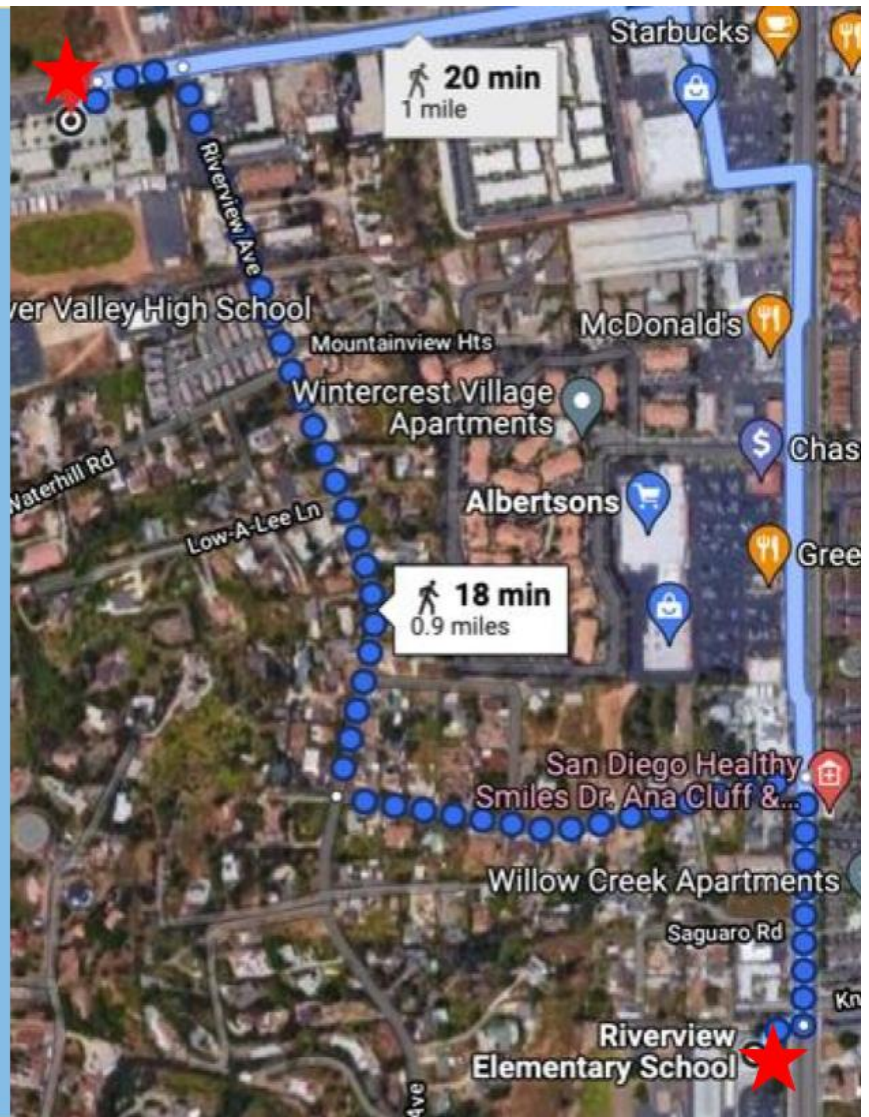 Starbucks
20 min
1 mile
Riverview Ave
ver Valley High School
Mountainview Hts
McDonald's
Wintercrest Village
Apartments
Chas
Waterhill Rd
Albertsons
Low-A-Lee Ln
Gree
18 min
0.9 miles
San Diego Healthy
Smiles Dr. Ana Cluff &...
Willow Creek Apartments
Saguaro Rd
Kn
Riverview
Elementary School
Ave